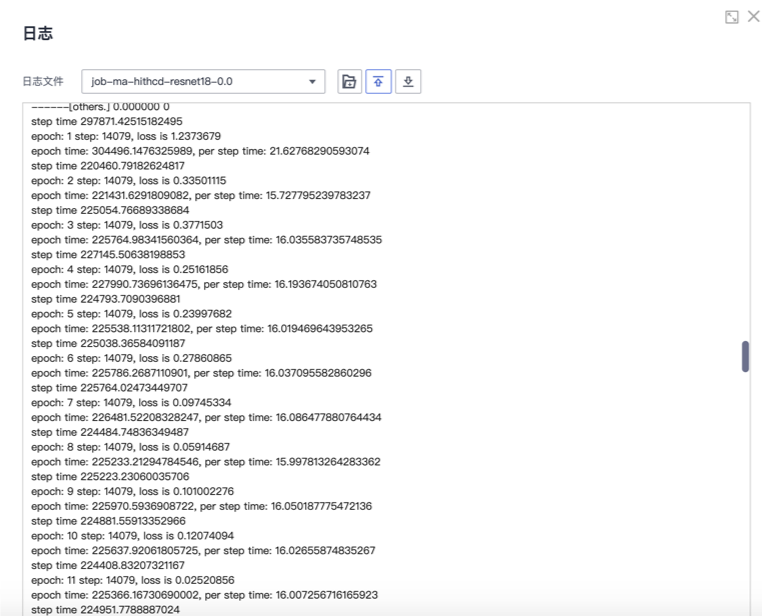 日志
日志文件 job-ma-hithcd-resnet18-0.0
------[others.] 0.000000 0
step time 297871.42515182495
epoch: 1 step: 14079, loss is 1.2373679
epoch time: 304496.1476325989, per step time: 21.62768290593074
step time 220460.79182624817
epoch: 2 step: 14079, loss is 0.33501115
epoch time: 221431.6291809082, per step time: 15.727795239783237
step time 225054.76689338684
epoch: 3 step: 14079, loss is 0.3771503
epoch time: 225764.98341560364, per step time: 16.035583735748535
step time 227145.50638198853
epoch: 4 step: 14079, loss is 0.25161856
epoch time: 227990.73696136475, per step time: 16.193674050810763
step time 224793.7090396881
epoch: 5 step: 14079, loss is 0.23997682
epoch time: 225538.11311721802, per step time: 16.019469643953265
step time 225038.36584091187
epoch: 6 step: 14079, loss is 0.27860865
epoch time: 225786.2687110901, per step time: 16.037095582860296
step time 225764.02473449707
epoch: 7 step: 14079, loss is 0.09745334
epoch time: 226481.52208328247, per step time: 16.086477880764434
step time 224484.74836349487
epoch: 8 step: 14079, loss is 0.05914687
epoch time: 225233.21294784546, per step time: 15.997813264283362
step time 225223.23060035706
epoch: 9 step: 14079, loss is 0.101002276
epoch time: 225970.5936908722, per step time: 16.050187775472136
step time 224881.55913352966
epoch: 10 step: 14079, loss is 0.12074094
epoch time: 225637.92061805725, per step time: 16.02655874835267
step time 224408.83207321167
epoch: 11 step: 14079, loss is 0.02520856
epoch time: 225366.16730690002, per step time: 16.007256716165923
step time 224951.7788887024